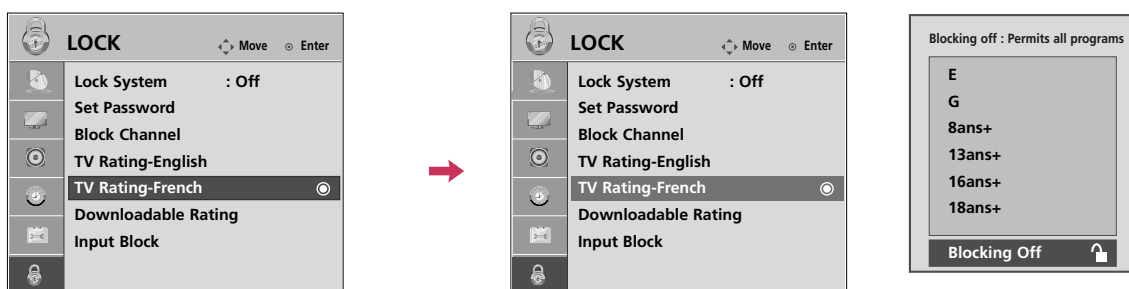 LOCK Move Enter
Lock System : Off
Set Password
Block Channel
TV Rating-English
TV Rating-French
Downloadable Rating
Input Block
LOCK Move Enter
Lock System : Off
Set Password
Block Channel
TV Rating-English
TV Rating-French
Downloadable Rating
Input Block
Blocking off : Permits all programs
E
G
8ans+
13ans+
16ans+
18ans+
Blocking Off